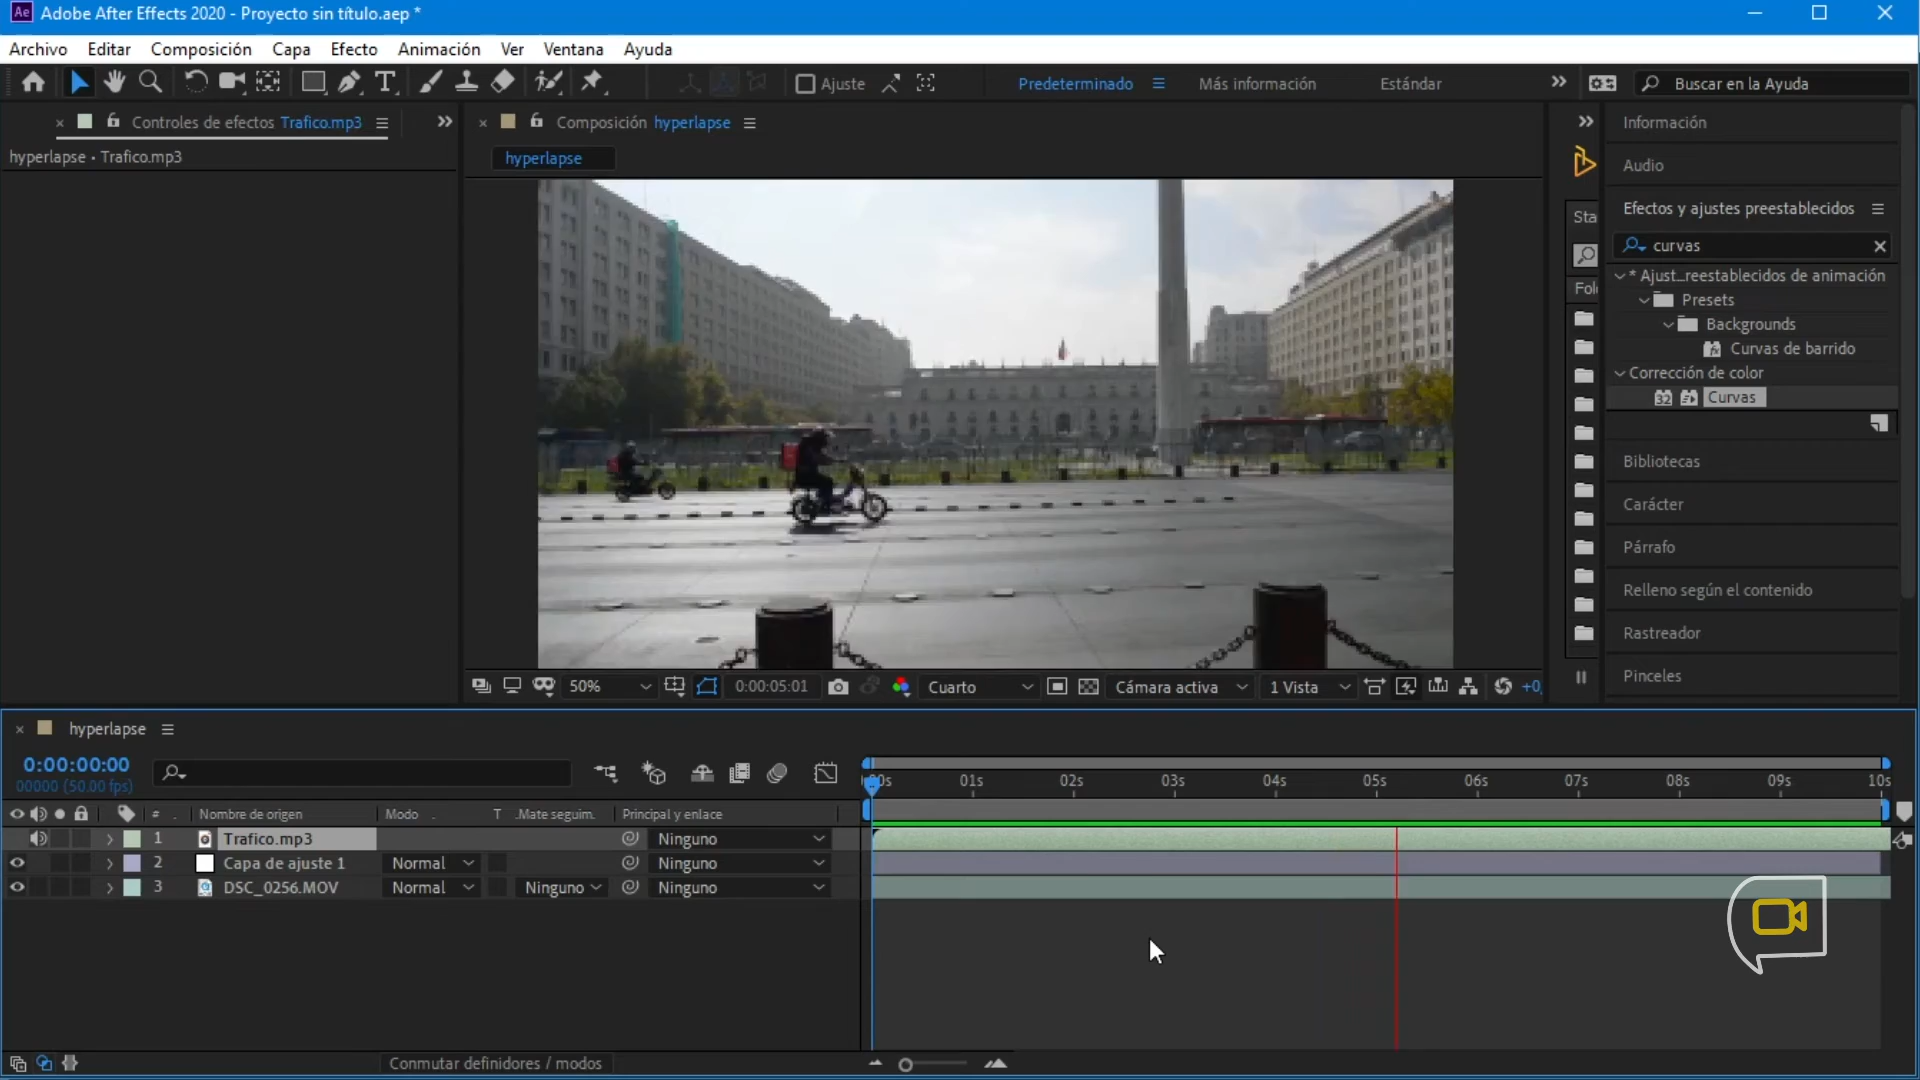 Ae Adobe After Effects 2020 - Proyecto sin título.aep *
Archivo Editar Composición Capa Efecto Animación Ver Ventana Ayuda
T Ajuste Predeterminado Más información Estándar Buscar en la Ayuda
Controles de efectos Trafico.mp3
Composición hyperlapse
Información
hyperlapse • Trafico.mp3
hyperlapse
Audio
Sta
Efectos y ajustes preestablecidos
curvas
* Ajust...reestablecidos de animación
Fol
Presets
Backgrounds
Curvas de barrido
Corrección de color
32 Curvas
Bibliotecas
Carácter
Párrafo
Relleno según el contenido
Rastreador
Pinceles
50% 0:00:05:01 Cuarto Cámara activa 1 Vista +0,
hyperlapse
0:00:00:00
00000 (50.00 fps)
00s 01s 02s 03s 04s 05s 06s 07s 08s 09s 10s
# . Nombre de origen Modo . T .Mate seguim. Principal y enlace
1 Trafico.mp3 Ninguno
2 Capa de ajuste 1 Normal Ninguno
3 DSC_0256.MOV Normal Ninguno Ninguno
Conmutar definidores / modos